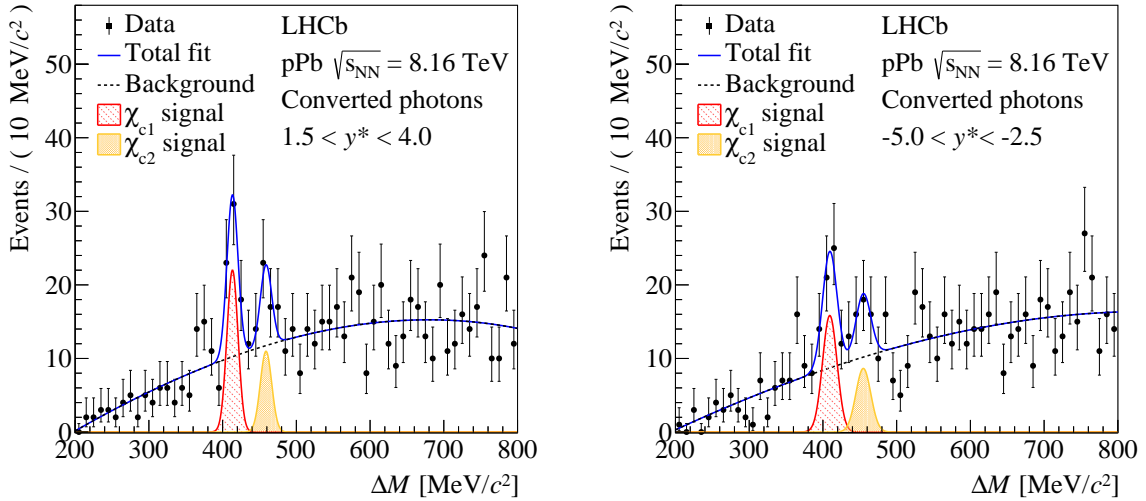 Data
Total fit
Background
χc1 signal
χc2 signal
LHCb
pPb √sNN = 8.16 TeV
Converted photons
1.5 < y* < 4.0
Events / ( 10 MeV/c²)
50
40
30
20
10
0
200 300 400 500 600 700 800
ΔM [MeV/c²]
Data
Total fit
Background
χc1 signal
χc2 signal
LHCb
pPb √sNN = 8.16 TeV
Converted photons
-5.0 < y* < -2.5
Events / ( 10 MeV/c²)
50
40
30
20
10
0
200 300 400 500 600 700 800
ΔM [MeV/c²]